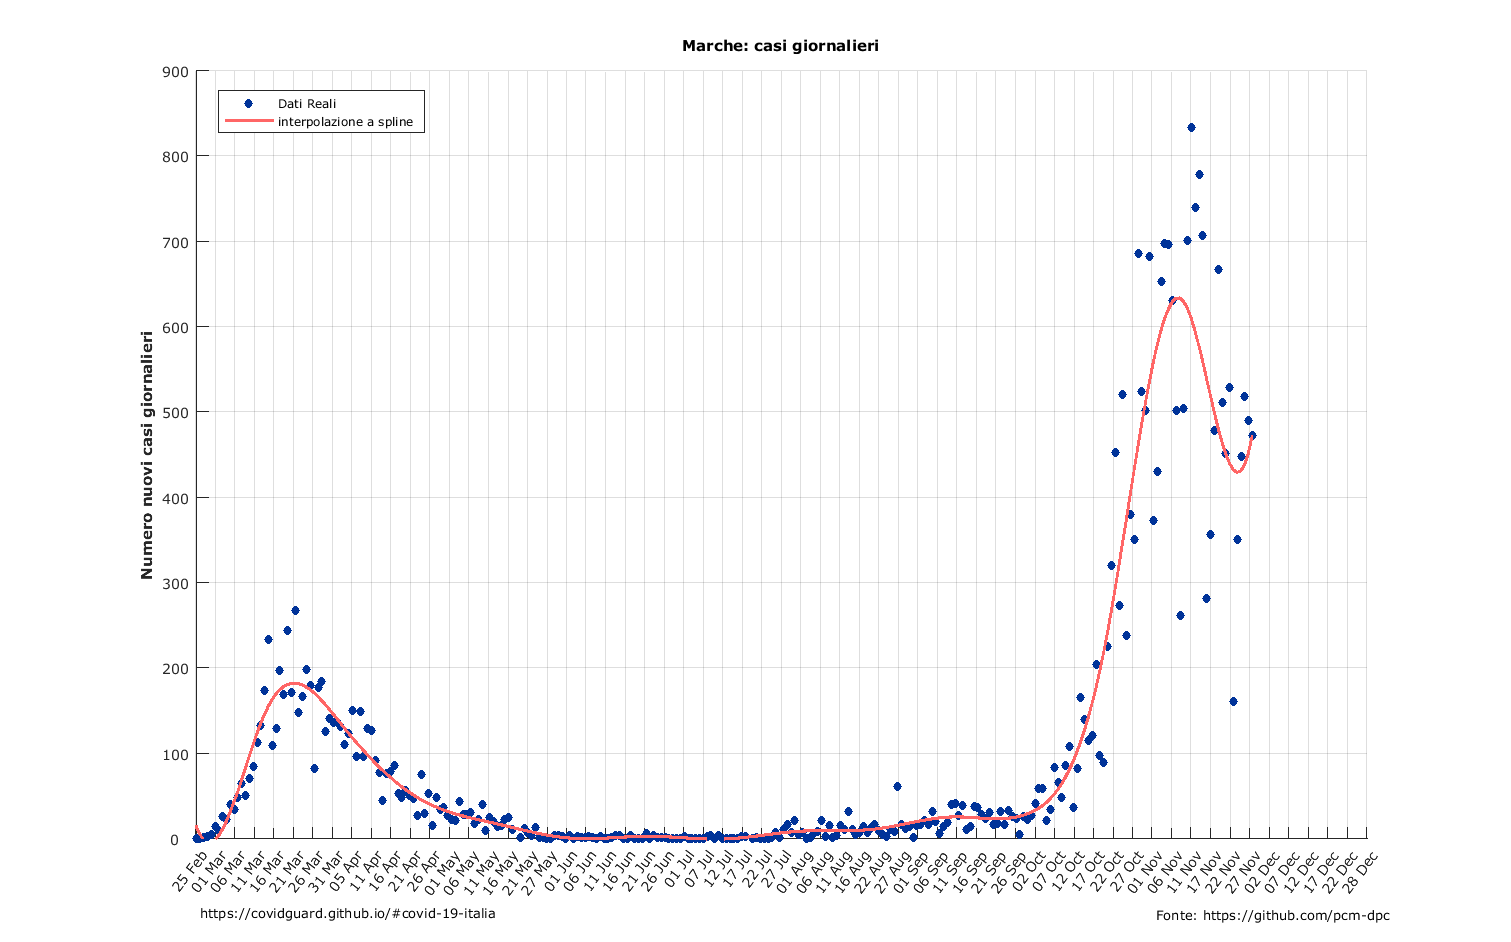 Marche: casi giornalieri
Dati Reali
interpolazione a spline
Numero nuovi casi giornalieri
900
800
700
600
500
400
300
200
100
0
25 Feb
01 Mar
06 Mar
11 Mar
16 Mar
21 Mar
26 Mar
31 Mar
05 Apr
11 Apr
16 Apr
21 Apr
26 Apr
01 May
06 May
11 May
16 May
21 May
27 May
01 Jun
06 Jun
11 Jun
16 Jun
21 Jun
26 Jun
01 Jul
07 Jul
12 Jul
17 Jul
22 Jul
27 Jul
01 Aug
06 Aug
11 Aug
16 Aug
22 Aug
27 Aug
01 Sep
06 Sep
11 Sep
16 Sep
21 Sep
26 Sep
02 Oct
07 Oct
12 Oct
17 Oct
22 Oct
27 Oct
01 Nov
06 Nov
11 Nov
17 Nov
22 Nov
27 Nov
02 Dec
07 Dec
12 Dec
17 Dec
22 Dec
28 Dec
https://covidguard.github.io/#covid-19-italia
Fonte: https://github.com/pcm-dpc